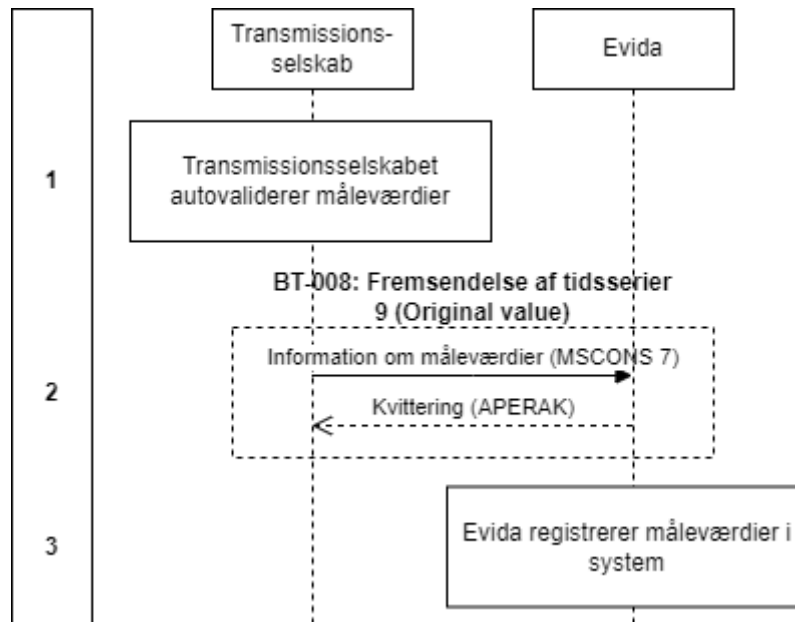 Transmissions-
selskab
Evida
1
Transmissionsselskabet
autovaliderer måleværdier
BT-008: Fremsendelse af tidsserier
9 (Original value)
2
Information om måleværdier (MSCONS 7)
Kvittering (APERAK)
3
Evida registrerer måleværdier i
system